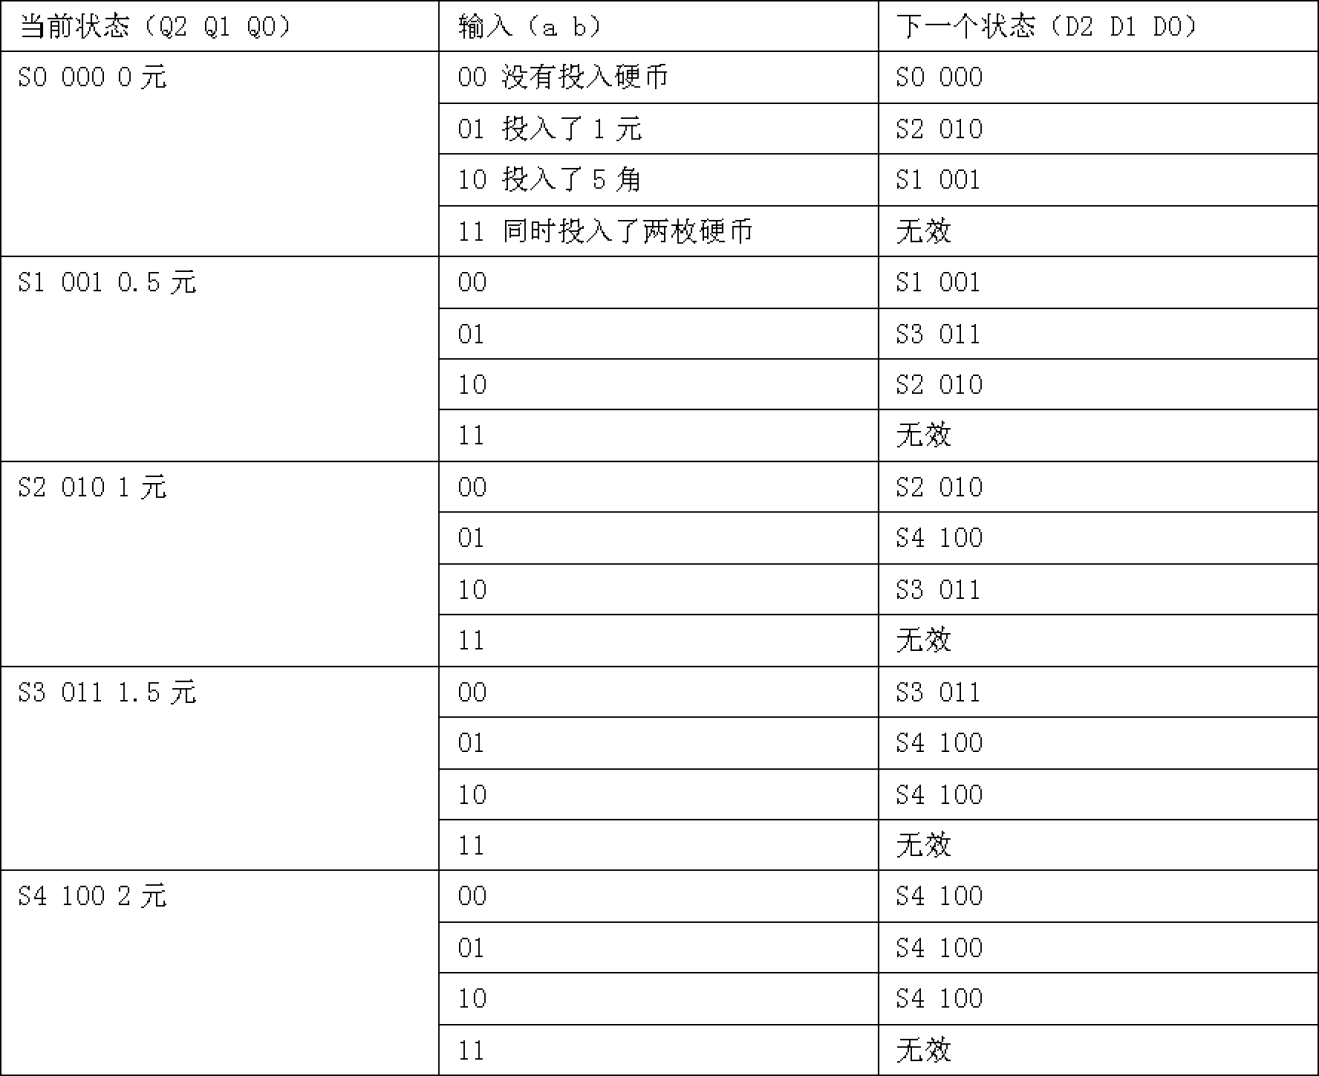 当前状态（Q2 Q1 Q0） 输入（a b） 下一个状态（D2 D1 D0）
S0 000 0元 00 没有投入硬币 S0 000
01 投入了1元 S2 010
10 投入了5角 S1 001
11 同时投入了两枚硬币 无效
S1 001 0.5元 00 S1 001
01 S3 011
10 S2 010
11 无效
S2 010 1元 00 S2 010
01 S4 100
10 S3 011
11 无效
S3 011 1.5元 00 S3 011
01 S4 100
10 S4 100
11 无效
S4 100 2元 00 S4 100
01 S4 100
10 S4 100
11 无效